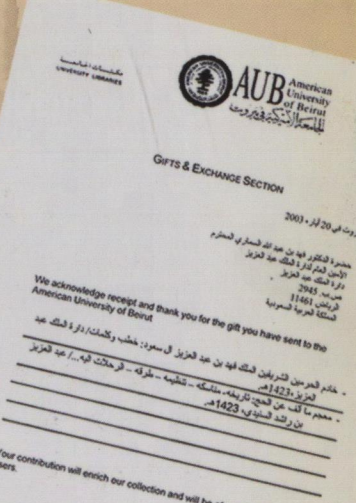 مكتبات الجامعة
UNIVERSITY LIBRARIES
AUB American
University
of Beirut
الجامعة الأميركية في بيروت
GIFTS & EXCHANGE SECTION
وت في 20 أيار، 2003
حضرة الدكتور فهد بن عبد الله السماري المحترم
الأمين العام لدارة الملك عبد العزيز
دارة الملك عبد العزيز
ص.ب. 2945
الرياض 11461
المملكة العربية السعودية
We acknowledge receipt and thank you for the gift you have sent to the
American University of Beirut
- خادم الحرمين الشريفين الملك فهد بن عبد العزيز آل سعود: خطب وكلمات/ دارة الملك عبد
العزيز، 1423هـ.
- معجم ما ألف عن الحج: تاريخه، مناسكه - تنظيمه - طرقه - الرحلات اليه.../ عبد العزيز
بن راشد السنيدي، 1423هـ.
Your contribution will enrich our collection and will be
sers.